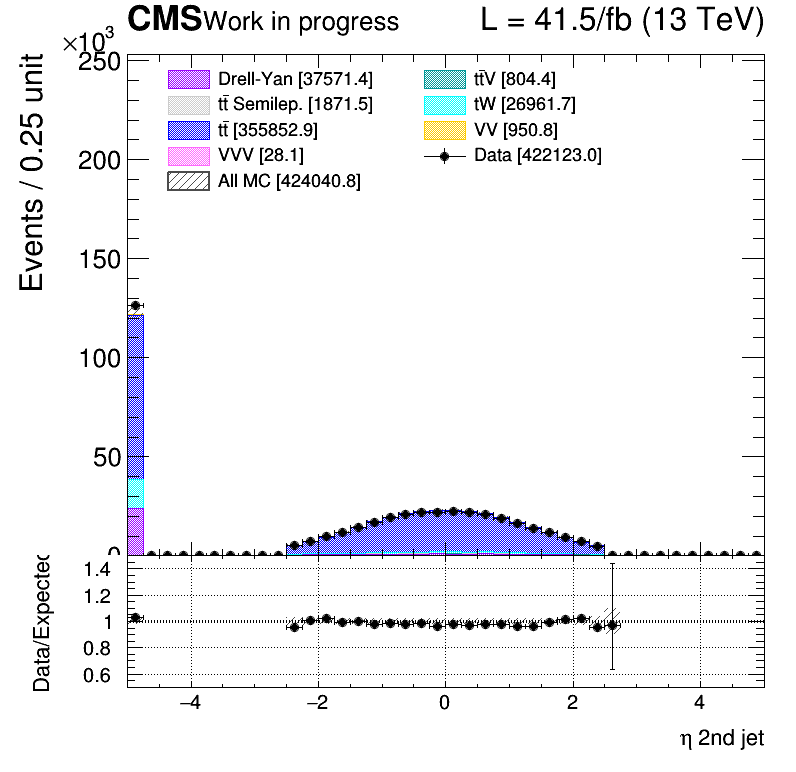 CMS Work in progress L = 41.5/fb (13 TeV)
×10³
Events / 0.25 unit
250
200
150
100
50
0
Drell-Yan [37571.4]
tt̄ Semilep. [1871.5]
tt̄ [355852.9]
VVV [28.1]
All MC [424040.8]
tt̄V [804.4]
tW [26961.7]
VV [950.8]
Data [422123.0]
Data/Expected
1.4
1.2
1
0.8
0.6
−4 −2 0 2 4
η 2nd jet